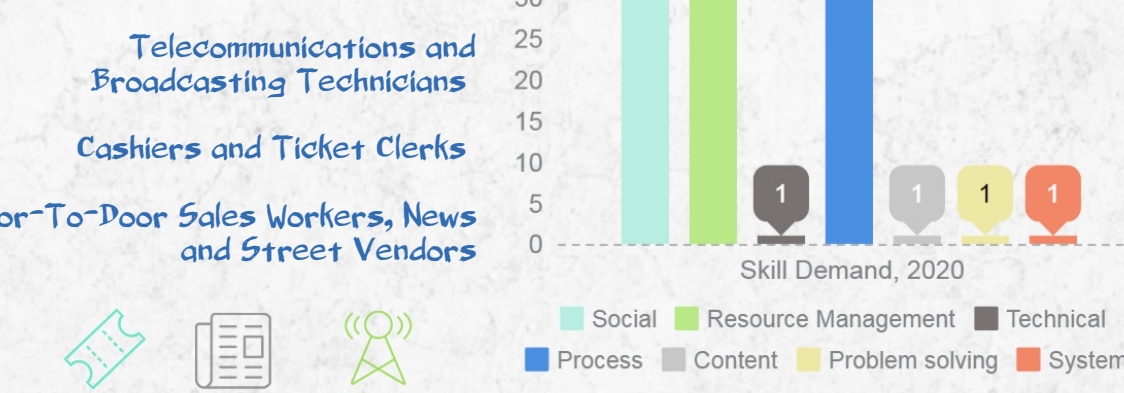 30
Telecommunications and
Broadcasting Technicians
Cashiers and Ticket Clerks
or-To-Door Sales Workers, News
and Street Vendors
25
20
15
10
5
0
1
1
1
1
Skill Demand, 2020
Social
Resource Management
Technical
Process
Content
Problem solving
System